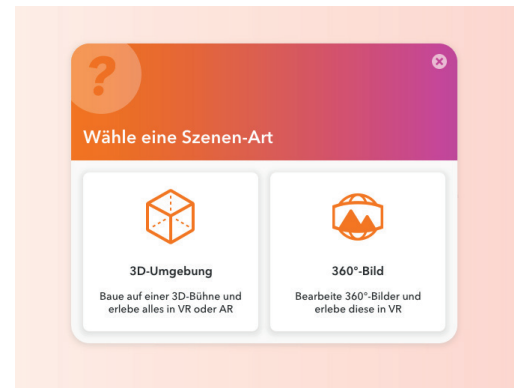 ?
Wähle eine Szenen-Art
3D-Umgebung
Baue auf einer 3D-Bühne und
erlebe alles in VR oder AR
360°-Bild
Bearbeite 360°-Bilder und
erlebe diese in VR